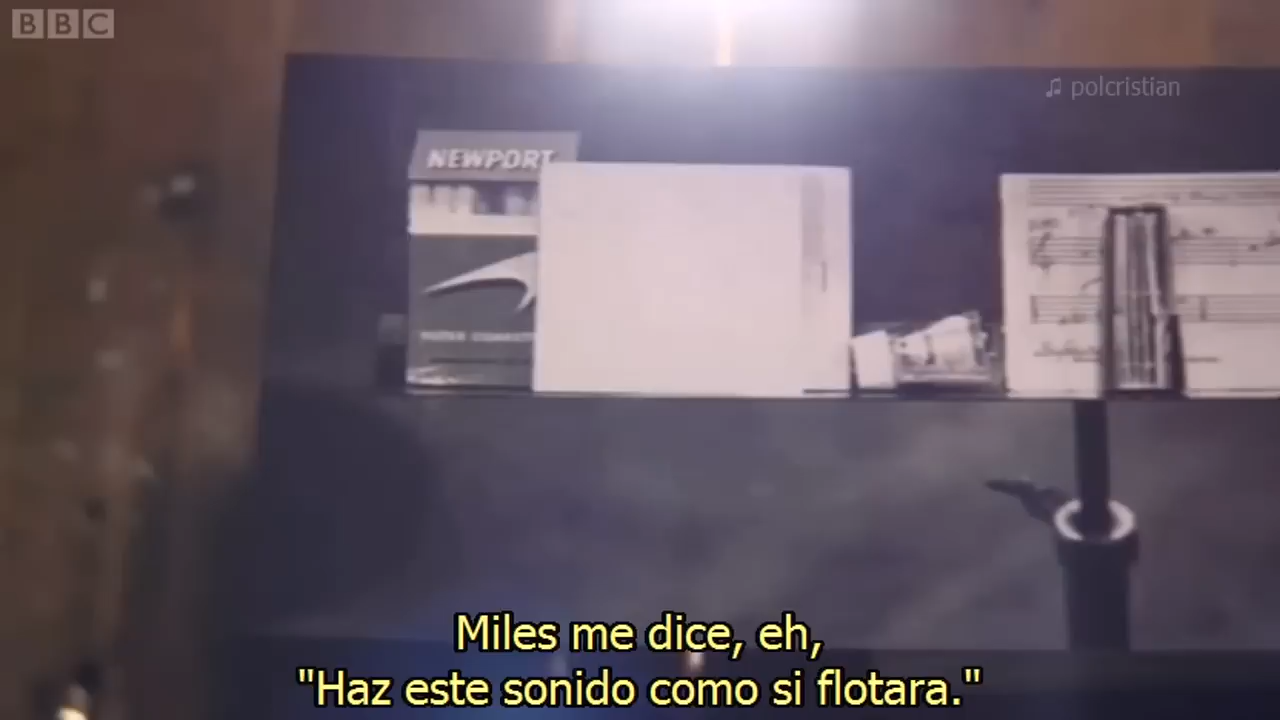 BBC
♫ polcristian
NEWPORT
Miles me dice, eh,
"Haz este sonido como si flotara."